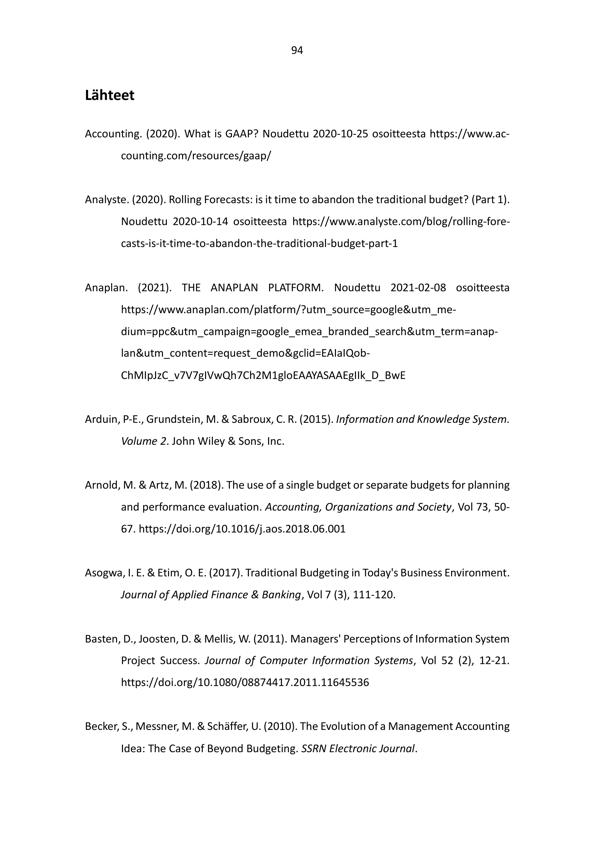 94
Lähteet
Accounting. (2020). What is GAAP? Noudettu 2020-10-25 osoitteesta https://www.ac-
counting.com/resources/gaap/
Analyste. (2020). Rolling Forecasts: is it time to abandon the traditional budget? (Part 1).
Noudettu 2020-10-14 osoitteesta https://www.analyste.com/blog/rolling-fore-
casts-is-it-time-to-abandon-the-traditional-budget-part-1
Anaplan. (2021). THE ANAPLAN PLATFORM. Noudettu 2021-02-08 osoitteesta
https://www.anaplan.com/platform/?utm_source=google&utm_me-
dium=ppc&utm_campaign=google_emea_branded_search&utm_term=anap-
lan&utm_content=request_demo&gclid=EAIaIQob-
ChMIpJzC_v7V7gIVwQh7Ch2M1gloEAAYASAAEgIIk_D_BwE
Arduin, P-E., Grundstein, M. & Sabroux, C. R. (2015). Information and Knowledge System.
Volume 2. John Wiley & Sons, Inc.
Arnold, M. & Artz, M. (2018). The use of a single budget or separate budgets for planning
and performance evaluation. Accounting, Organizations and Society, Vol 73, 50-
67. https://doi.org/10.1016/j.aos.2018.06.001
Asogwa, I. E. & Etim, O. E. (2017). Traditional Budgeting in Today's Business Environment.
Journal of Applied Finance & Banking, Vol 7 (3), 111-120.
Basten, D., Joosten, D. & Mellis, W. (2011). Managers' Perceptions of Information System
Project Success. Journal of Computer Information Systems, Vol 52 (2), 12-21.
https://doi.org/10.1080/08874417.2011.11645536
Becker, S., Messner, M. & Schäffer, U. (2010). The Evolution of a Management Accounting
Idea: The Case of Beyond Budgeting. SSRN Electronic Journal.